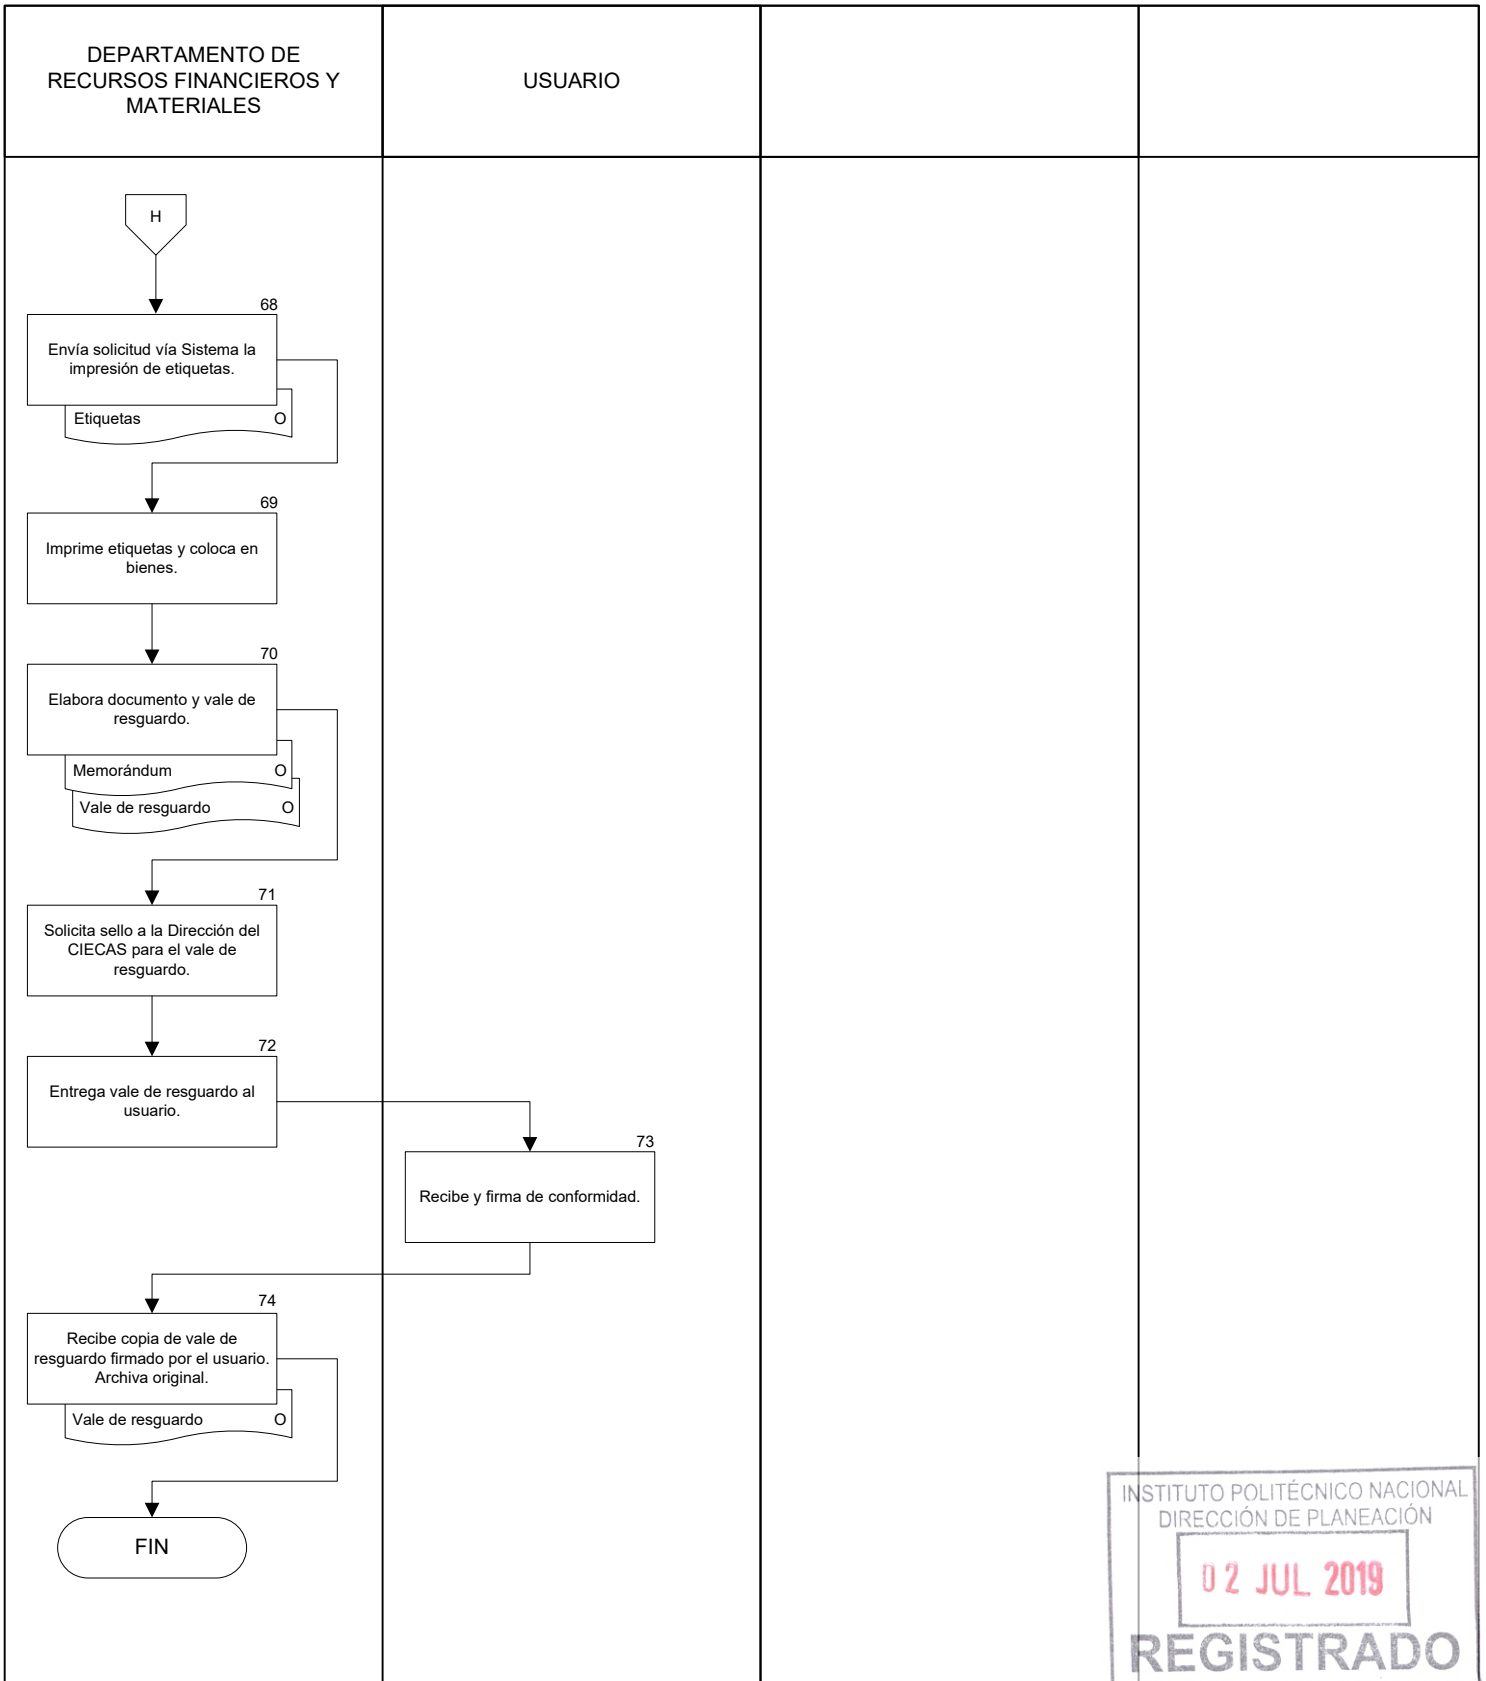 DEPARTAMENTO DE
RECURSOS FINANCIEROS Y
MATERIALES
USUARIO
H
68
Envía solicitud vía Sistema la
impresión de etiquetas.
Etiquetas O
69
Imprime etiquetas y coloca en
bienes.
70
Elabora documento y vale de
resguardo.
Memorándum O
Vale de resguardo O
71
Solicita sello a la Dirección del
CIECAS para el vale de
resguardo.
72
Entrega vale de resguardo al
usuario.
73
Recibe y firma de conformidad.
74
Recibe copia de vale de
resguardo firmado por el usuario.
Archiva original.
Vale de resguardo O
FIN
INSTITUTO POLITÉCNICO NACIONAL
DIRECCIÓN DE PLANEACIÓN
02 JUL 2019
REGISTRADO